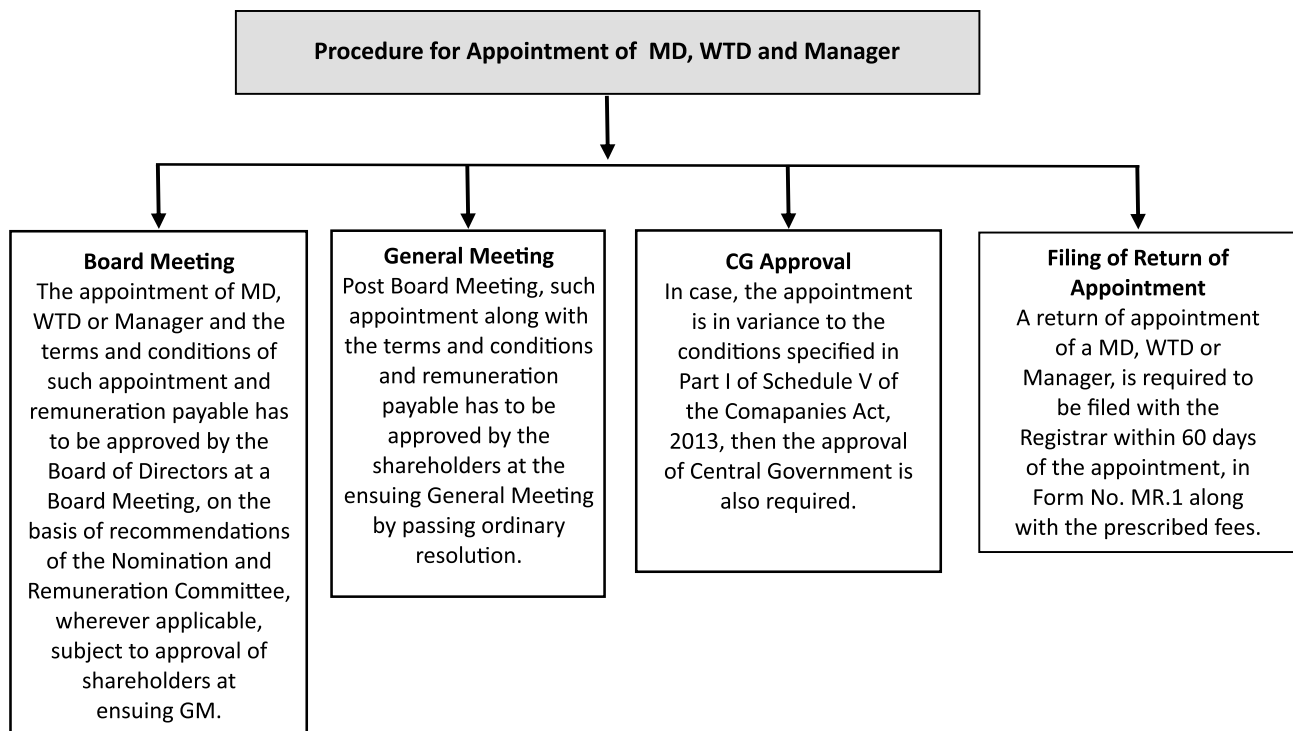 Procedure for Appointment of MD, WTD and Manager
Board Meeting
The appointment of MD,
WTD or Manager and the
terms and conditions of
such appointment and
remuneration payable has
to be approved by the
Board of Directors at a
Board Meeting, on the
basis of recommendations
of the Nomination and
Remuneration Committee,
wherever applicable,
subject to approval of
shareholders at
ensuing GM.
General Meeting
Post Board Meeting, such
appointment along with
the terms and conditions
and remuneration
payable has to be
approved by the
shareholders at the
ensuing General Meeting
by passing ordinary
resolution.
CG Approval
In case, the appointment
is in variance to the
conditions specified in
Part I of Schedule V of
the Comapanies Act,
2013, then the approval
of Central Government is
also required.
Filing of Return of
Appointment
A return of appointment
of a MD, WTD or
Manager, is required to
be filed with the
Registrar within 60 days
of the appointment, in
Form No. MR.1 along
with the prescribed fees.